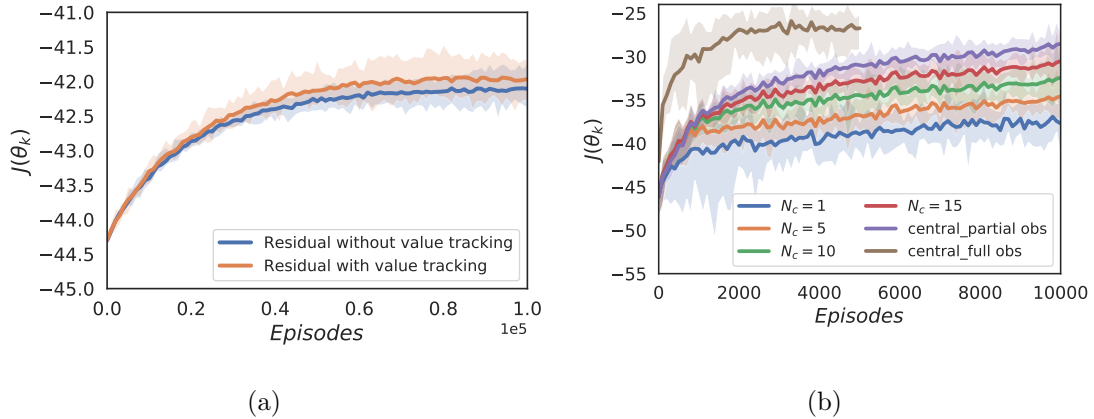 −41.0
−41.5
−42.0
−42.5
−43.0
−43.5
−44.0
−44.5
−45.0
J(θk)
0.0 0.2 0.4 0.6 0.8 1.0
1e5
Episodes
Residual without value tracking
Residual with value tracking
(a)
−25
−30
−35
−40
−45
−50
−55
J(θk)
0 2000 4000 6000 8000 10000
Episodes
Nc = 1
Nc = 5
Nc = 10
Nc = 15
central_partial obs
central_full obs
(b)